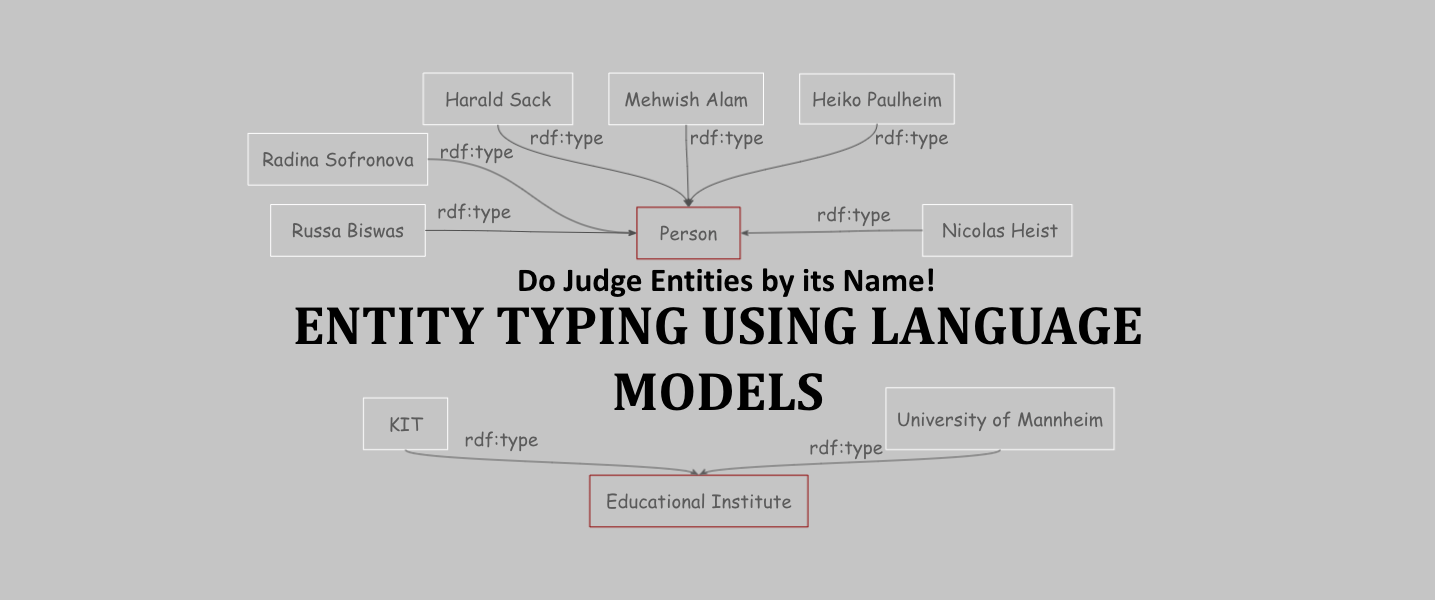 Harald Sack
Mehwish Alam
Heiko Paulheim
rdf:type
rdf:type
rdf:type
Radina Sofronova
rdf:type
Russa Biswas
rdf:type
Person
rdf:type
Nicolas Heist
Do Judge Entities by its Name!
ENTITY TYPING USING LANGUAGE
MODELS
KIT
rdf:type
University of Mannheim
rdf:type
Educational Institute